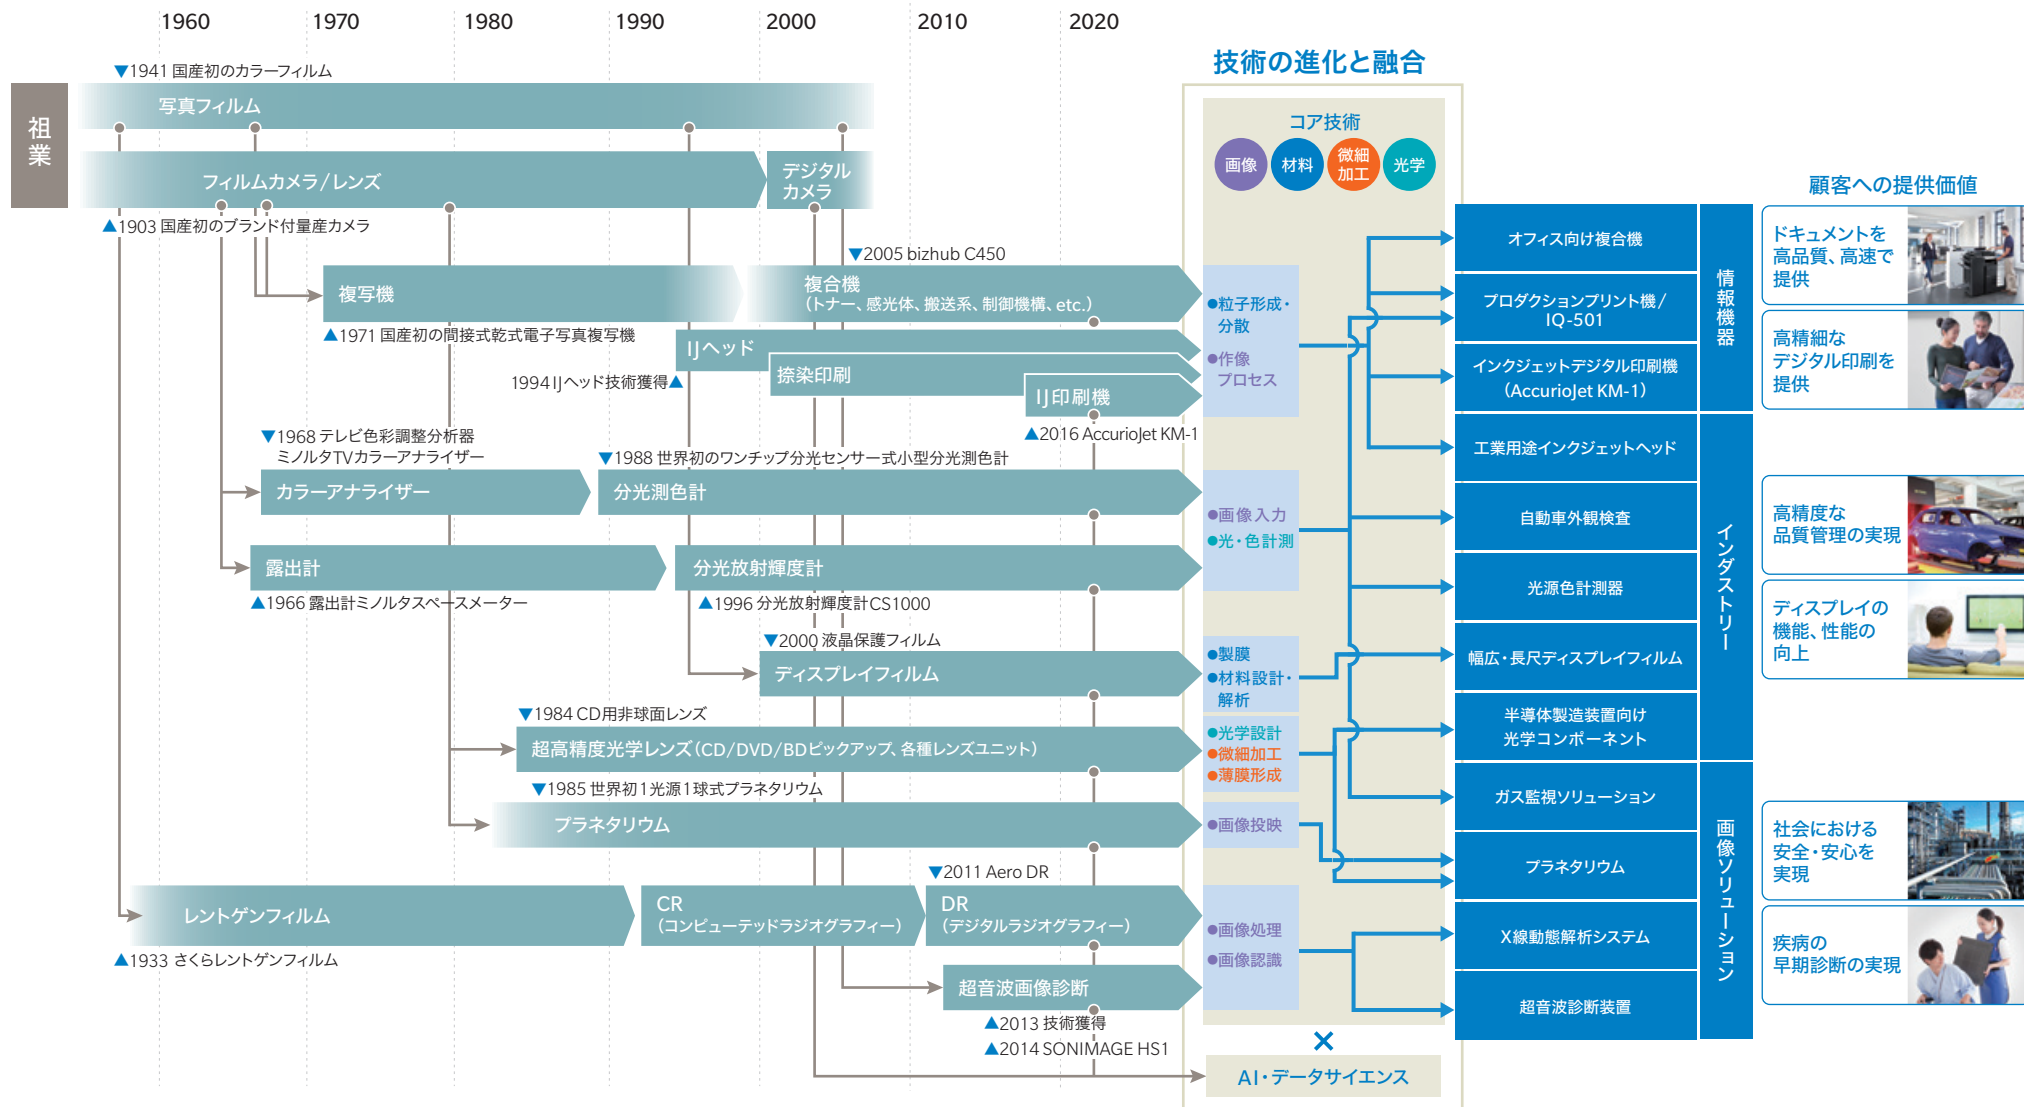 1960
1970
1980
1990
2000
2010
2020
祖業
▼1941 国産初のカラーフィルム
写真フィルム
フィルムカメラ/レンズ
デジタル
カメラ
▲1903 国産初のブランド付量産カメラ
▼2005 bizhub C450
複写機
複合機
（トナー、感光体、搬送系、制御機構、etc.）
▲1971 国産初の間接式乾式電子写真複写機
IJヘッド
1994 IJヘッド技術獲得▲
捺染印刷
IJ印刷機
▲2016 AccurioJet KM-1
▼1968 テレビ色彩調整分析器
ミノルタTVカラーアナライザー
▼1988 世界初のワンチップ分光センサー式小型分光測色計
カラーアナライザー
分光測色計
露出計
分光放射輝度計
▲1966 露出計ミノルタスペースメーター
▲1996 分光放射輝度計CS1000
▼2000 液晶保護フィルム
ディスプレイフィルム
▼1984 CD用非球面レンズ
超高精度光学レンズ（CD/DVD/BDピックアップ、各種レンズユニット）
▼1985 世界初1光源1球式プラネタリウム
プラネタリウム
▼2011 Aero DR
レントゲンフィルム
CR
（コンピューテッドラジオグラフィー）
DR
（デジタルラジオグラフィー）
▲1933 さくらレントゲンフィルム
超音波画像診断
▲2013 技術獲得
▲2014 SONIMAGE HS1
技術の進化と融合
コア技術
画像
材料
微細
加工
光学
●粒子形成・
分散
●作像
プロセス
●画像入力
●光・色計測
●製膜
●材料設計・
解析
●光学設計
●微細加工
●薄膜形成
●画像投映
●画像処理
●画像認識
×
AI・データサイエンス
オフィス向け複合機
プロダクションプリント機/
IQ-501
インクジェットデジタル印刷機
（AccurioJet KM-1）
工業用途インクジェットヘッド
自動車外観検査
光源色計測器
幅広・長尺ディスプレイフィルム
半導体製造装置向け
光学コンポーネント
ガス監視ソリューション
プラネタリウム
X線動態解析システム
超音波診断装置
情報機器
インダストリー
画像ソリューション
顧客への提供価値
ドキュメントを
高品質、高速で
提供
高精細な
デジタル印刷を
提供
高精度な
品質管理の実現
ディスプレイの
機能、性能の
向上
社会における
安全・安心を
実現
疾病の
早期診断の実現